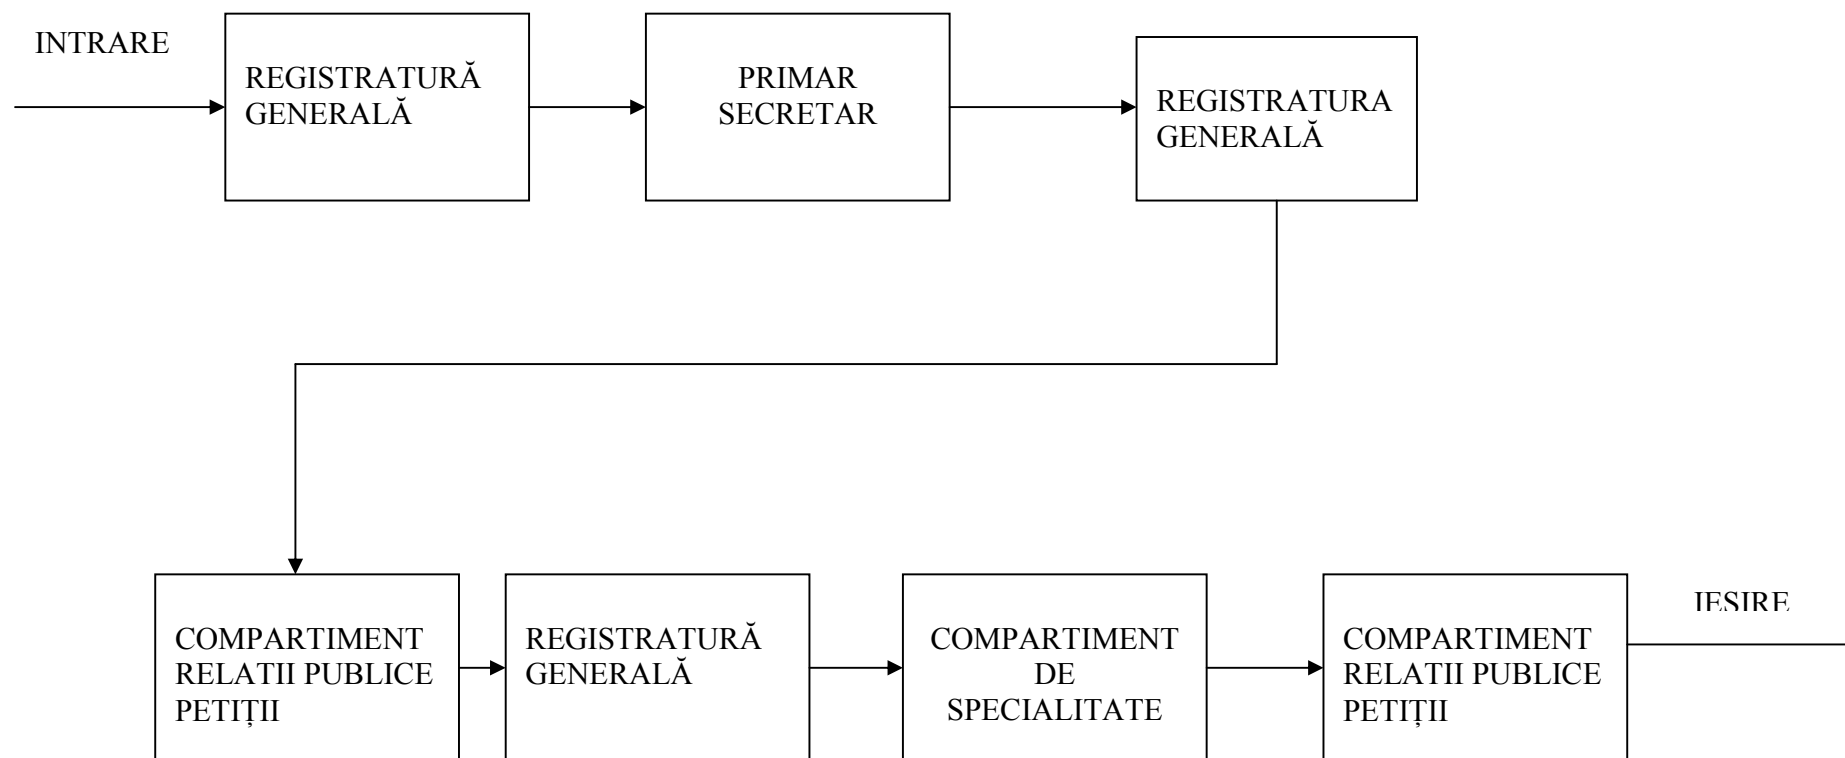 INTRARE
REGISTRATURĂ
GENERALĂ
PRIMAR
SECRETAR
REGISTRATURA
GENERALĂ
COMPARTIMENT
RELATII PUBLICE
PETIȚII
REGISTRATURĂ
GENERALĂ
COMPARTIMENT
DE
SPECIALITATE
COMPARTIMENT
RELATII PUBLICE
PETIȚII
IESIRE